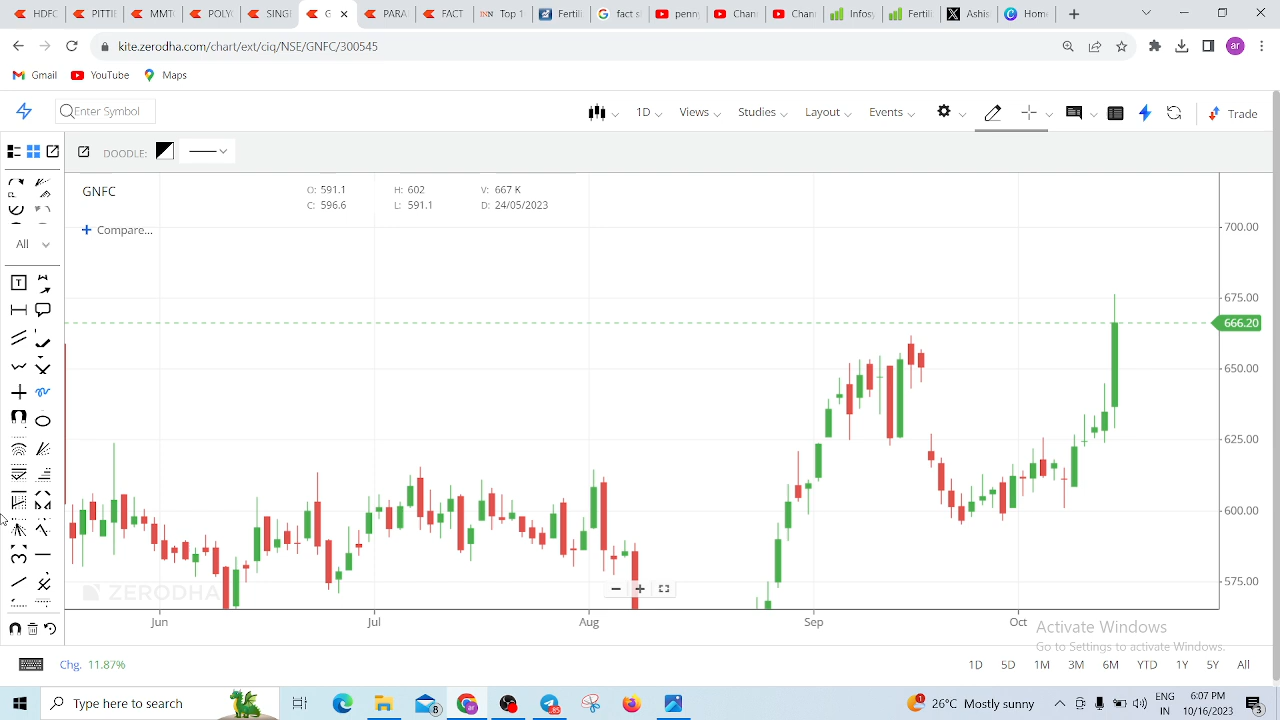 HDFC
PITIE
MMT
POLY
SING
G
PARA
FACT
Top 1
Fertil
fact s
penny
Chan
Chan
Infos
Fertil
Ashis
Hom
kite.zerodha.com/chart/ext/ciq/NSE/GNFC/300545
ar
Gmail YouTube Maps
Enter Symbol
1D Views Studies Layout Events Trade
DOODLE:
GNFC
O: 591.1 H: 602 V: 667 K
C: 596.6 L: 591.1 D: 24/05/2023
Compare...
All
700.00
675.00
666.20
650.00
625.00
600.00
575.00
ZERODHA
Jun Jul Aug Sep Oct
Activate Windows
Go to Settings to activate Windows.
Chg. 11.87%
1D 5D 1M 3M 6M YTD 1Y 5Y All
Type here to search
26°C Mostly sunny
ENG
IN
6:07 PM
10/16/2023